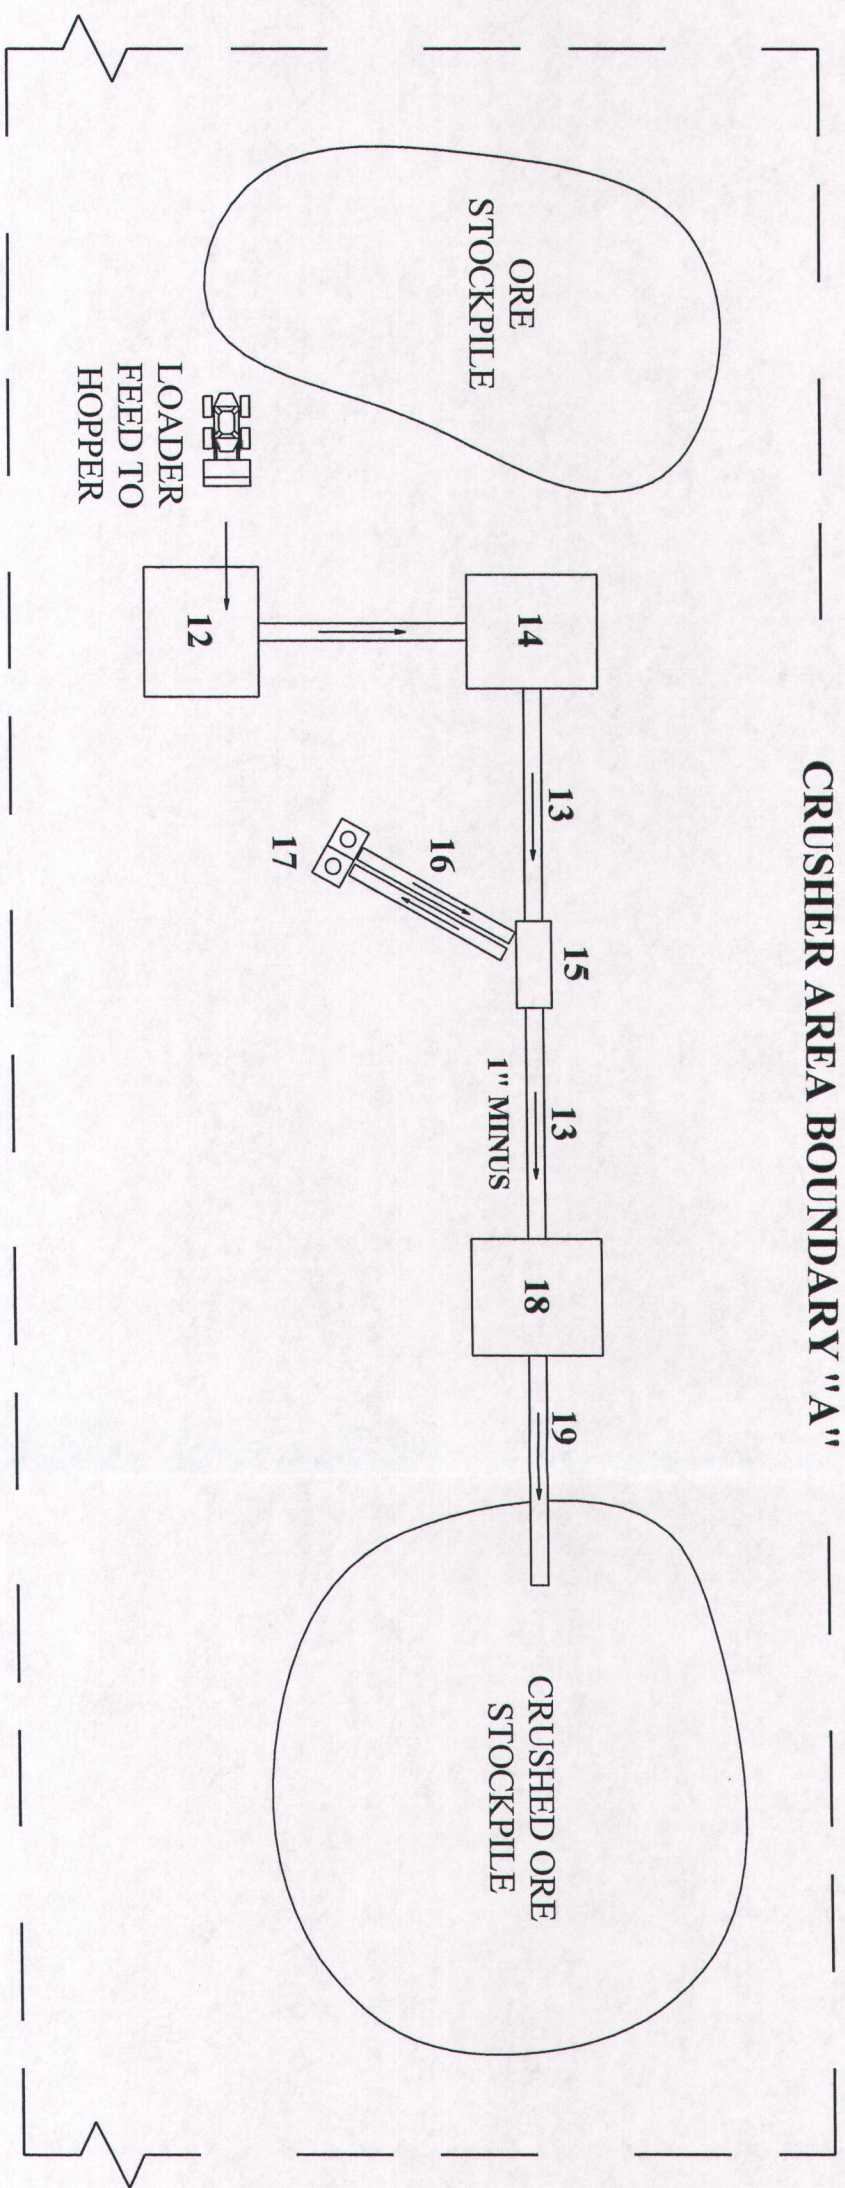 CRUSHER AREA BOUNDARY "A"
ORE
STOCKPILE
LOADER
FEED TO
HOPPER
12
14
13
15
16
17
13
1" MINUS
18
19
CRUSHED ORE
STOCKPILE